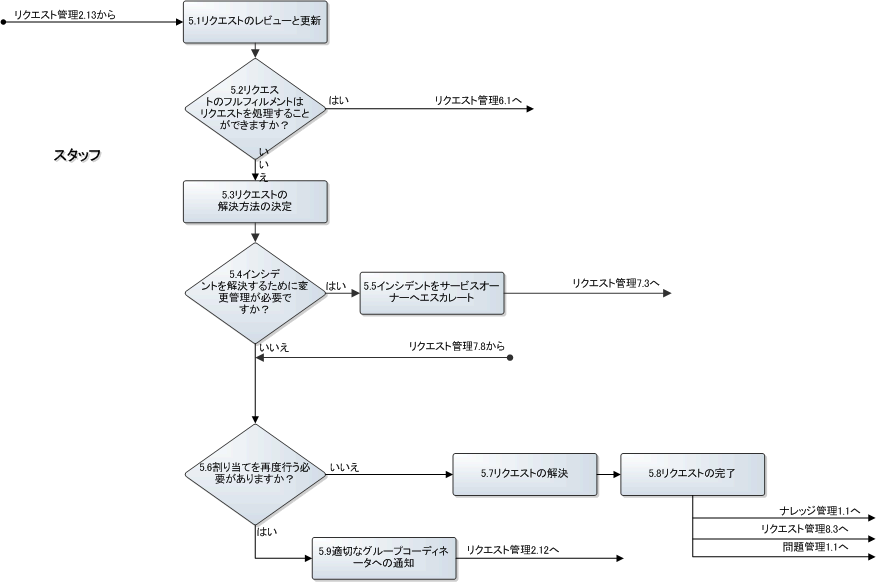 リクエスト管理2.13から
5.1リクエストのレビューと更新
5.2リクエス
トのフルフィルメントは
リクエストを処理すること
ができますか？
はい
リクエスト管理6.1へ
スタッフ
いいえ
5.3リクエストの
解決方法の決定
5.4インシデ
ントを解決するために変
更管理が必要で
すか？
はい
5.5インシデントをサービスオー
ナーへエスカレート
リクエスト管理7.3へ
いいえ
リクエスト管理7.8から
5.6割り当てを再度行う必
要がありますか？
いいえ
5.7リクエストの解決
5.8リクエストの完了
ナレッジ管理1.1へ
リクエスト管理8.3へ
問題管理1.1へ
はい
5.9適切なグループコーディネ
ータへの通知
リクエスト管理2.12へ